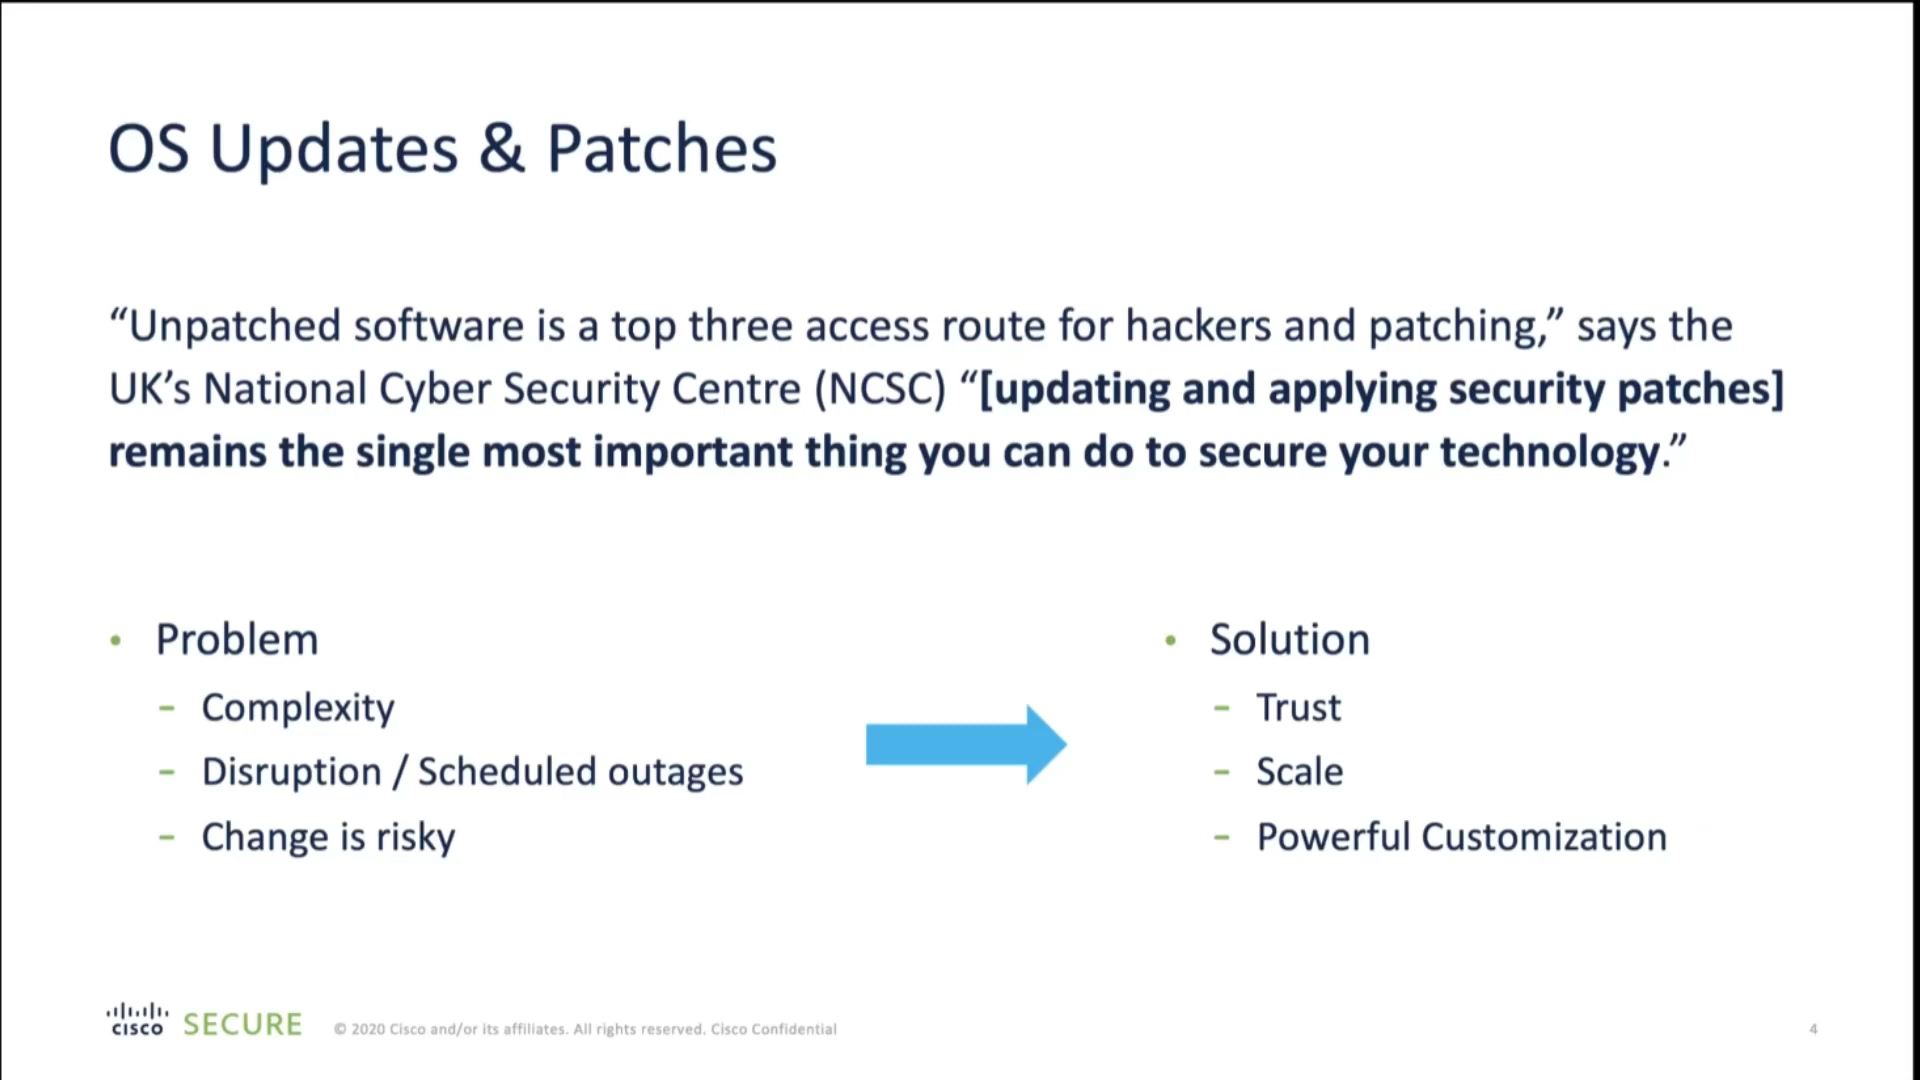 OS Updates & Patches
“Unpatched software is a top three access route for hackers and patching,” says the
UK’s National Cyber Security Centre (NCSC) “[updating and applying security patches]
remains the single most important thing you can do to secure your technology.”
• Problem
– Complexity
– Disruption / Scheduled outages
– Change is risky
• Solution
– Trust
– Scale
– Powerful Customization
CISCO SECURE © 2020 Cisco and/or its affiliates. All rights reserved. Cisco Confidential
4